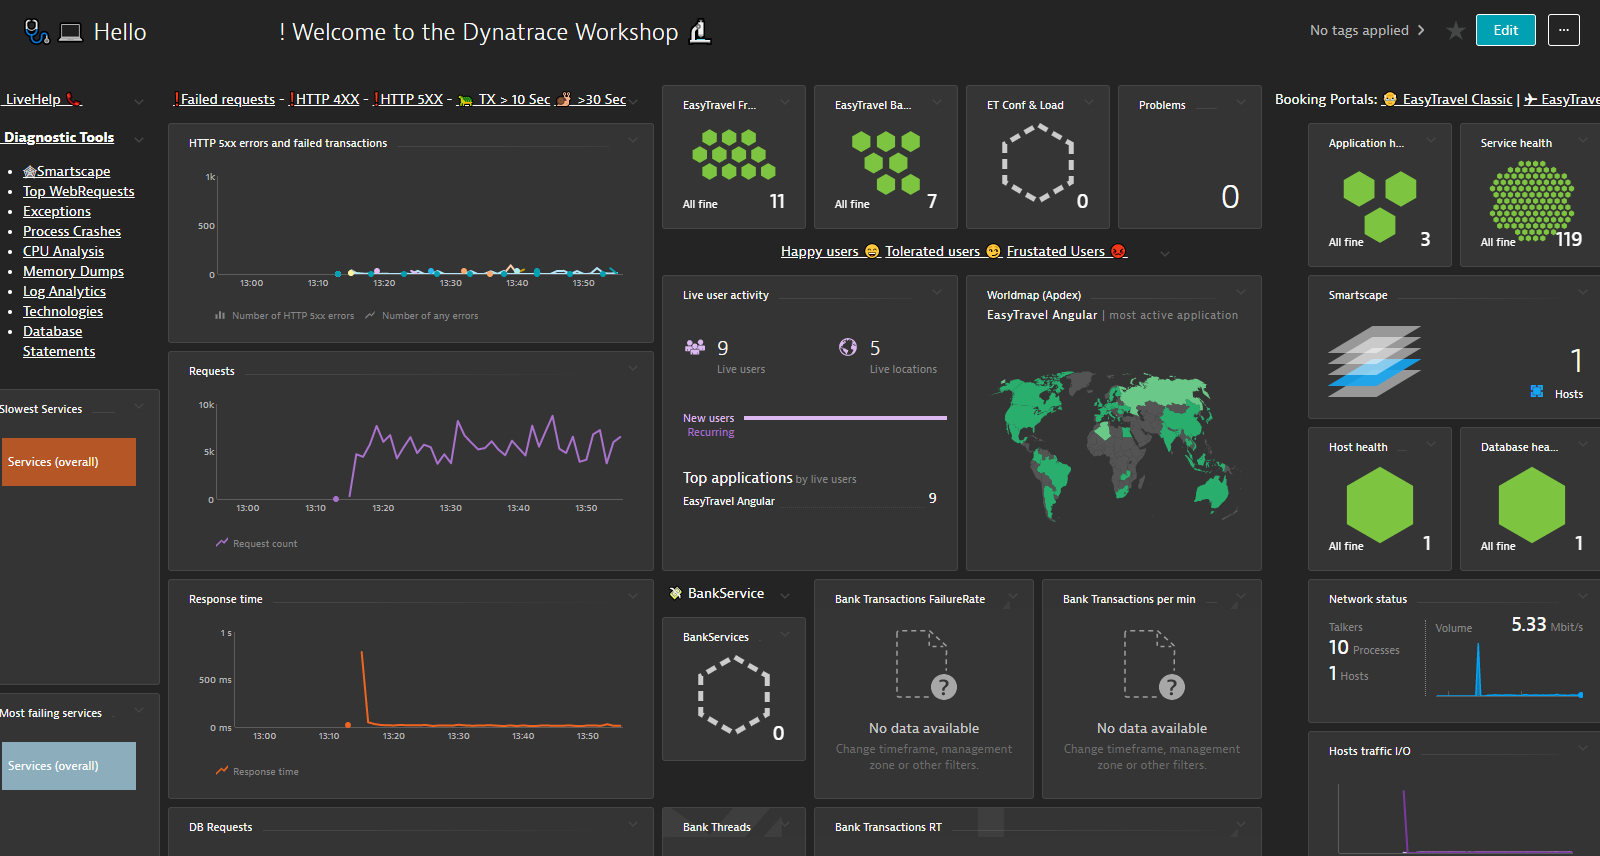 Hello ! Welcome to the Dynatrace Workshop
No tags applied
Edit
...
LiveHelp
Diagnostic Tools
Smartscape
Top WebRequests
Exceptions
Process Crashes
CPU Analysis
Memory Dumps
Log Analytics
Technologies
Database
Statements
Slowest Services
Services (overall)
Most failing services
Services (overall)
❗Failed requests - ❗HTTP 4XX - ❗HTTP 5XX - 🐢 TX > 10 Sec 🐌 >30 Sec
HTTP 5xx errors and failed transactions
1k
500
0
13:00 13:10 13:20 13:30 13:40 13:50
Number of HTTP 5xx errors Number of any errors
Requests
10k
5k
0
13:00 13:10 13:20 13:30 13:40 13:50
Request count
Response time
1 s
500 ms
0 ms
13:00 13:10 13:20 13:30 13:40 13:50
Response time
DB Requests
EasyTravel Fr...
All fine 11
EasyTravel Ba...
All fine 7
ET Conf & Load
0
Problems
0
Happy users 😄 Tolerated users 😏 Frustated Users 😡
Live user activity
9
Live users
5
Live locations
New users
Recurring
Top applications by live users
EasyTravel Angular 9
Worldmap (Apdex)
EasyTravel Angular | most active application
BankService
BankServices
0
Bank Transactions FailureRate
?
No data available
Change timeframe, management
zone or other filters.
Bank Transactions per min
?
No data available
Change timeframe, management
zone or other filters.
Bank Threads
Bank Transactions RT
Booking Portals: EasyTravel Classic | ✈ EasyTrave
Application h...
All fine 3
Service health
All fine 119
Smartscape
1
Hosts
Host health
All fine 1
Database hea...
All fine 1
Network status
Talkers
10 Processes
1 Hosts
Volume 5.33 Mbit/s
Hosts traffic I/O